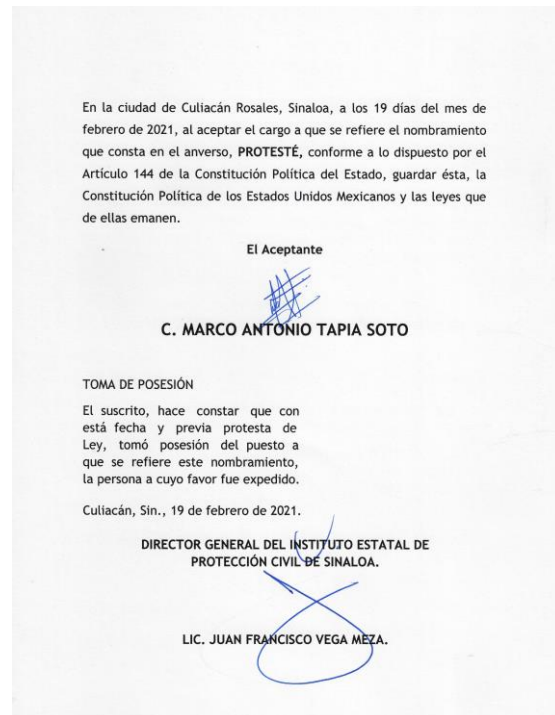 En la ciudad de Culiacán Rosales, Sinaloa, a los 19 días del mes de
febrero de 2021, al aceptar el cargo a que se refiere el nombramiento
que consta en el anverso, PROTESTÉ, conforme a lo dispuesto por el
Artículo 144 de la Constitución Política del Estado, guardar ésta, la
Constitución Política de los Estados Unidos Mexicanos y las leyes que
de ellas emanen.
El Aceptante
C. MARCO ANTONIO TAPIA SOTO
TOMA DE POSESIÓN
El suscrito, hace constar que con
está fecha y previa protesta de
Ley, tomó posesión del puesto a
que se refiere este nombramiento,
la persona a cuyo favor fue expedido.
Culiacán, Sin., 19 de febrero de 2021.
DIRECTOR GENERAL DEL INSTITUTO ESTATAL DE
PROTECCIÓN CIVIL DE SINALOA.
LIC. JUAN FRANCISCO VEGA MEZA.